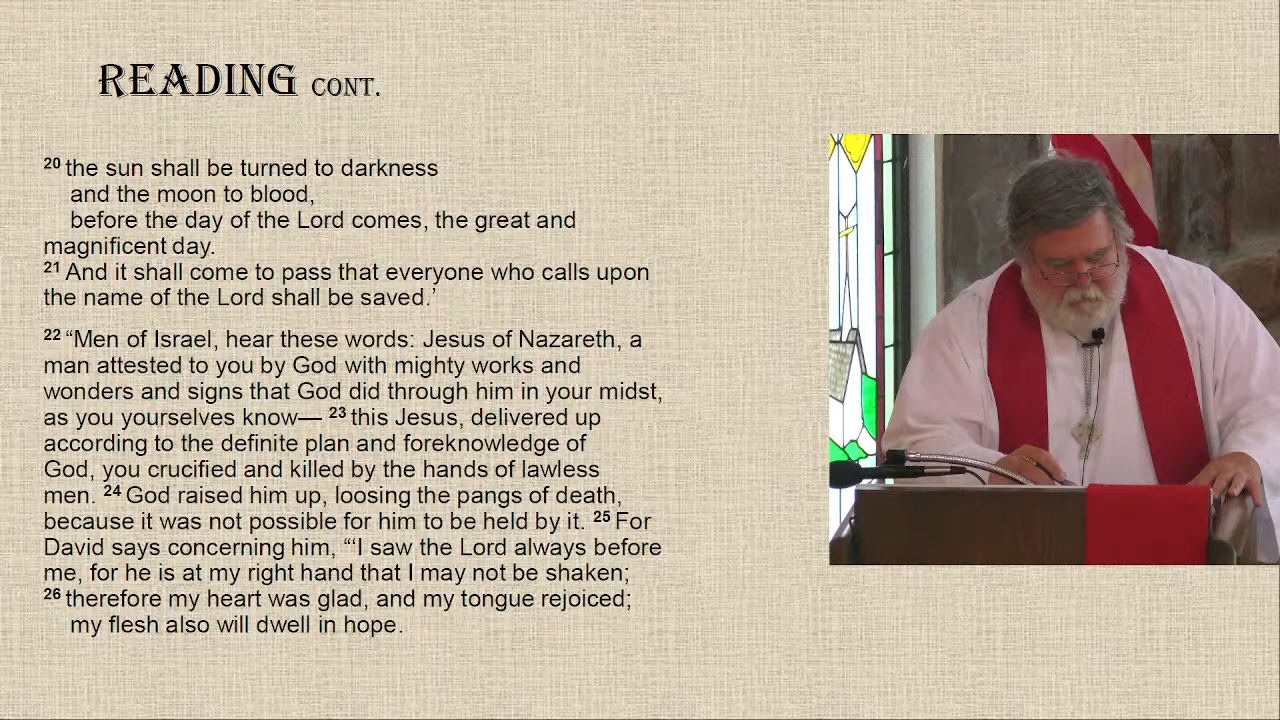 READING CONT.
20 the sun shall be turned to darkness
and the moon to blood,
before the day of the Lord comes, the great and
magnificent day.
21 And it shall come to pass that everyone who calls upon
the name of the Lord shall be saved.’
22 “Men of Israel, hear these words: Jesus of Nazareth, a
man attested to you by God with mighty works and
wonders and signs that God did through him in your midst,
as you yourselves know— 23 this Jesus, delivered up
according to the definite plan and foreknowledge of
God, you crucified and killed by the hands of lawless
men. 24 God raised him up, loosing the pangs of death,
because it was not possible for him to be held by it. 25 For
David says concerning him, “‘I saw the Lord always before
me, for he is at my right hand that I may not be shaken;
26 therefore my heart was glad, and my tongue rejoiced;
my flesh also will dwell in hope.